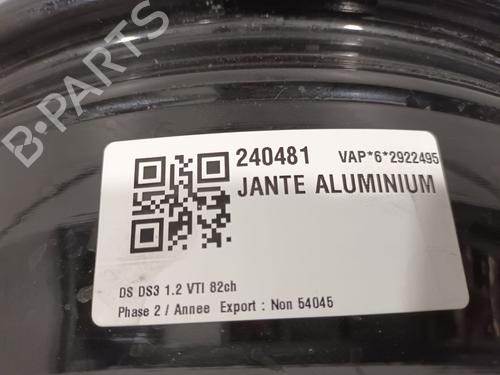 B-PARTS
240481 VAP*6*2922495
JANTE ALUMINIUM
DS DS3 1.2 VTI 82ch
Phase 2 / Annee Export : Non 54045